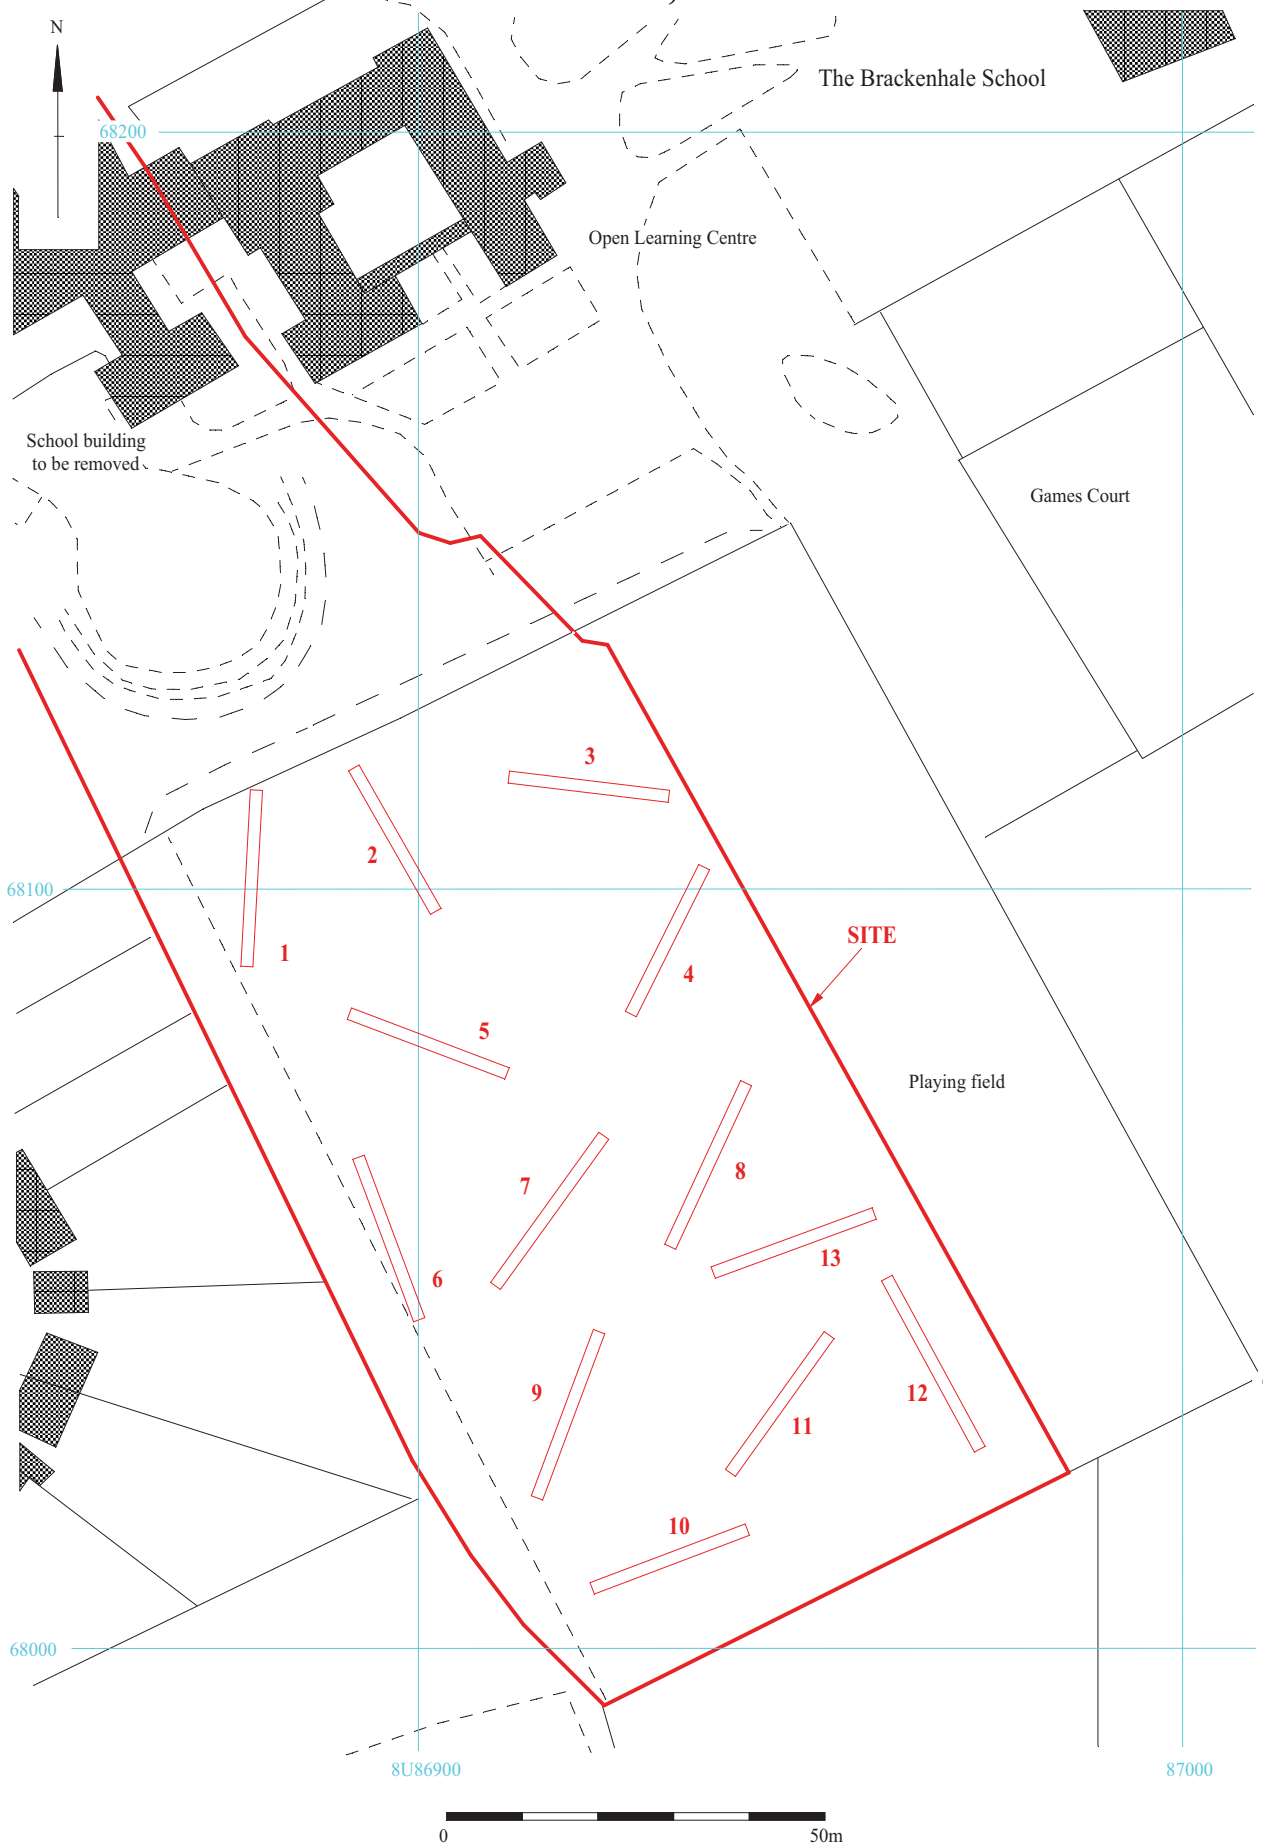 N
The Brackenhale School
68200
Open Learning Centre
School building
to be removed
Games Court
3
2
68100
SITE
1
4
5
Playing field
7
8
13
6
9
12
11
10
68000
8U86900
87000
0
50m